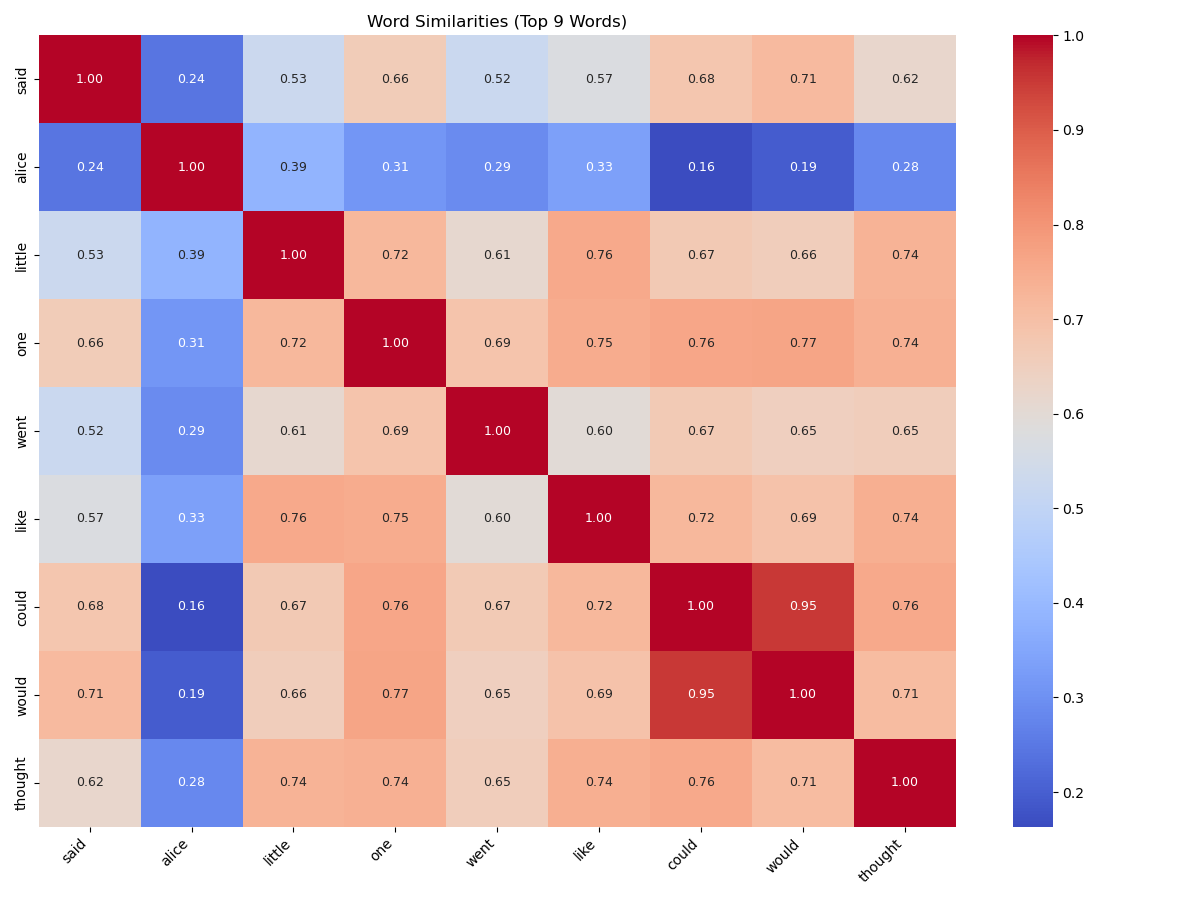 Word Similarities (Top 9 Words)
said 1.00 0.24 0.53 0.66 0.52 0.57 0.68 0.71 0.62
alice 0.24 1.00 0.39 0.31 0.29 0.33 0.16 0.19 0.28
little 0.53 0.39 1.00 0.72 0.61 0.76 0.67 0.66 0.74
one 0.66 0.31 0.72 1.00 0.69 0.75 0.76 0.77 0.74
went 0.52 0.29 0.61 0.69 1.00 0.60 0.67 0.65 0.65
like 0.57 0.33 0.76 0.75 0.60 1.00 0.72 0.69 0.74
could 0.68 0.16 0.67 0.76 0.67 0.72 1.00 0.95 0.76
would 0.71 0.19 0.66 0.77 0.65 0.69 0.95 1.00 0.71
thought 0.62 0.28 0.74 0.74 0.65 0.74 0.76 0.71 1.00
said alice little one went like could would thought
1.0
0.9
0.8
0.7
0.6
0.5
0.4
0.3
0.2